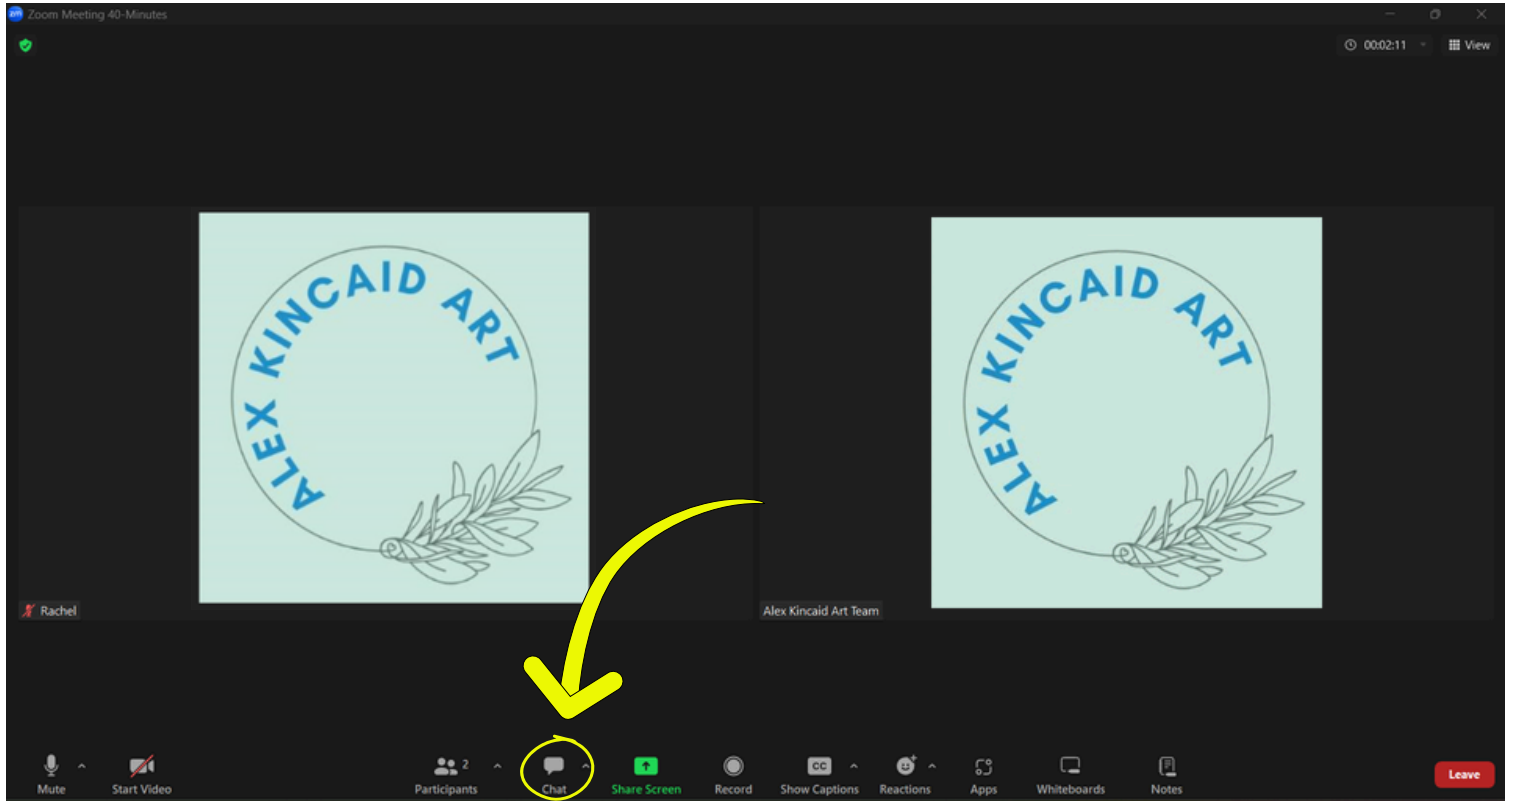 zm Zoom Meeting 40-Minutes
00:02:11 View
ALEX KINCAID ART
ALEX KINCAID ART
Rachel
Alex Kincaid Art Team
2
CC
Mute
Start Video
Participants
Chat
Share Screen
Record
Show Captions
Reactions
Apps
Whiteboards
Notes
Leave